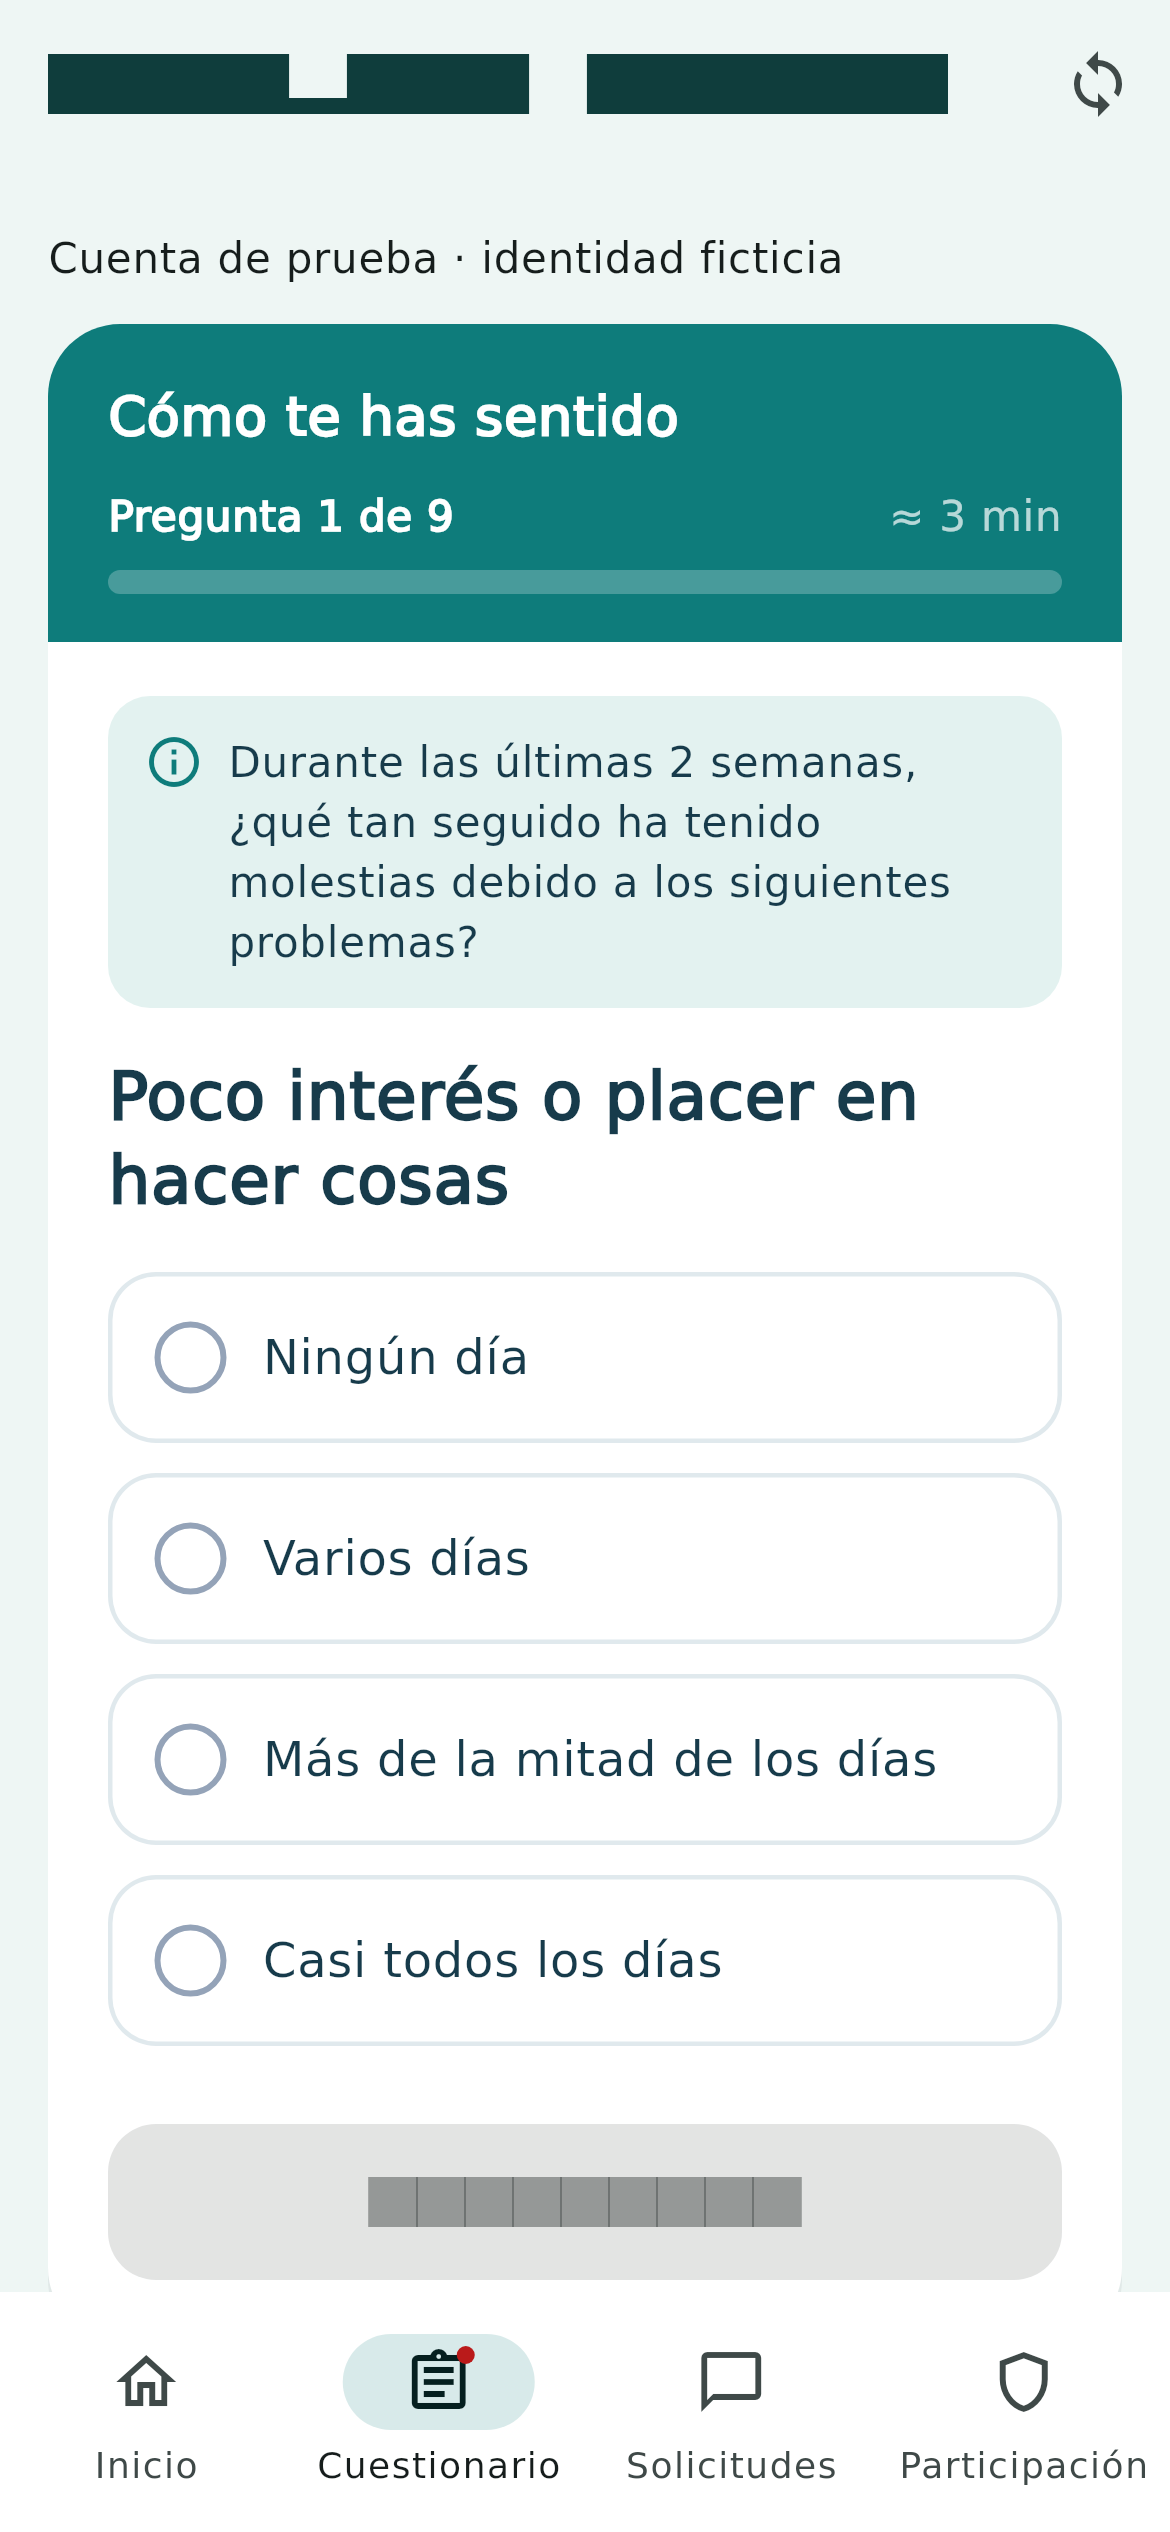 Cuenta de prueba · identidad ficticia
Cómo te has sentido
Pregunta 1 de 9
≈ 3 min
Durante las últimas 2 semanas,
¿qué tan seguido ha tenido
molestias debido a los siguientes
problemas?
Poco interés o placer en
hacer cosas
Ningún día
Varios días
Más de la mitad de los días
Casi todos los días
Inicio
Cuestionario
Solicitudes
Participación